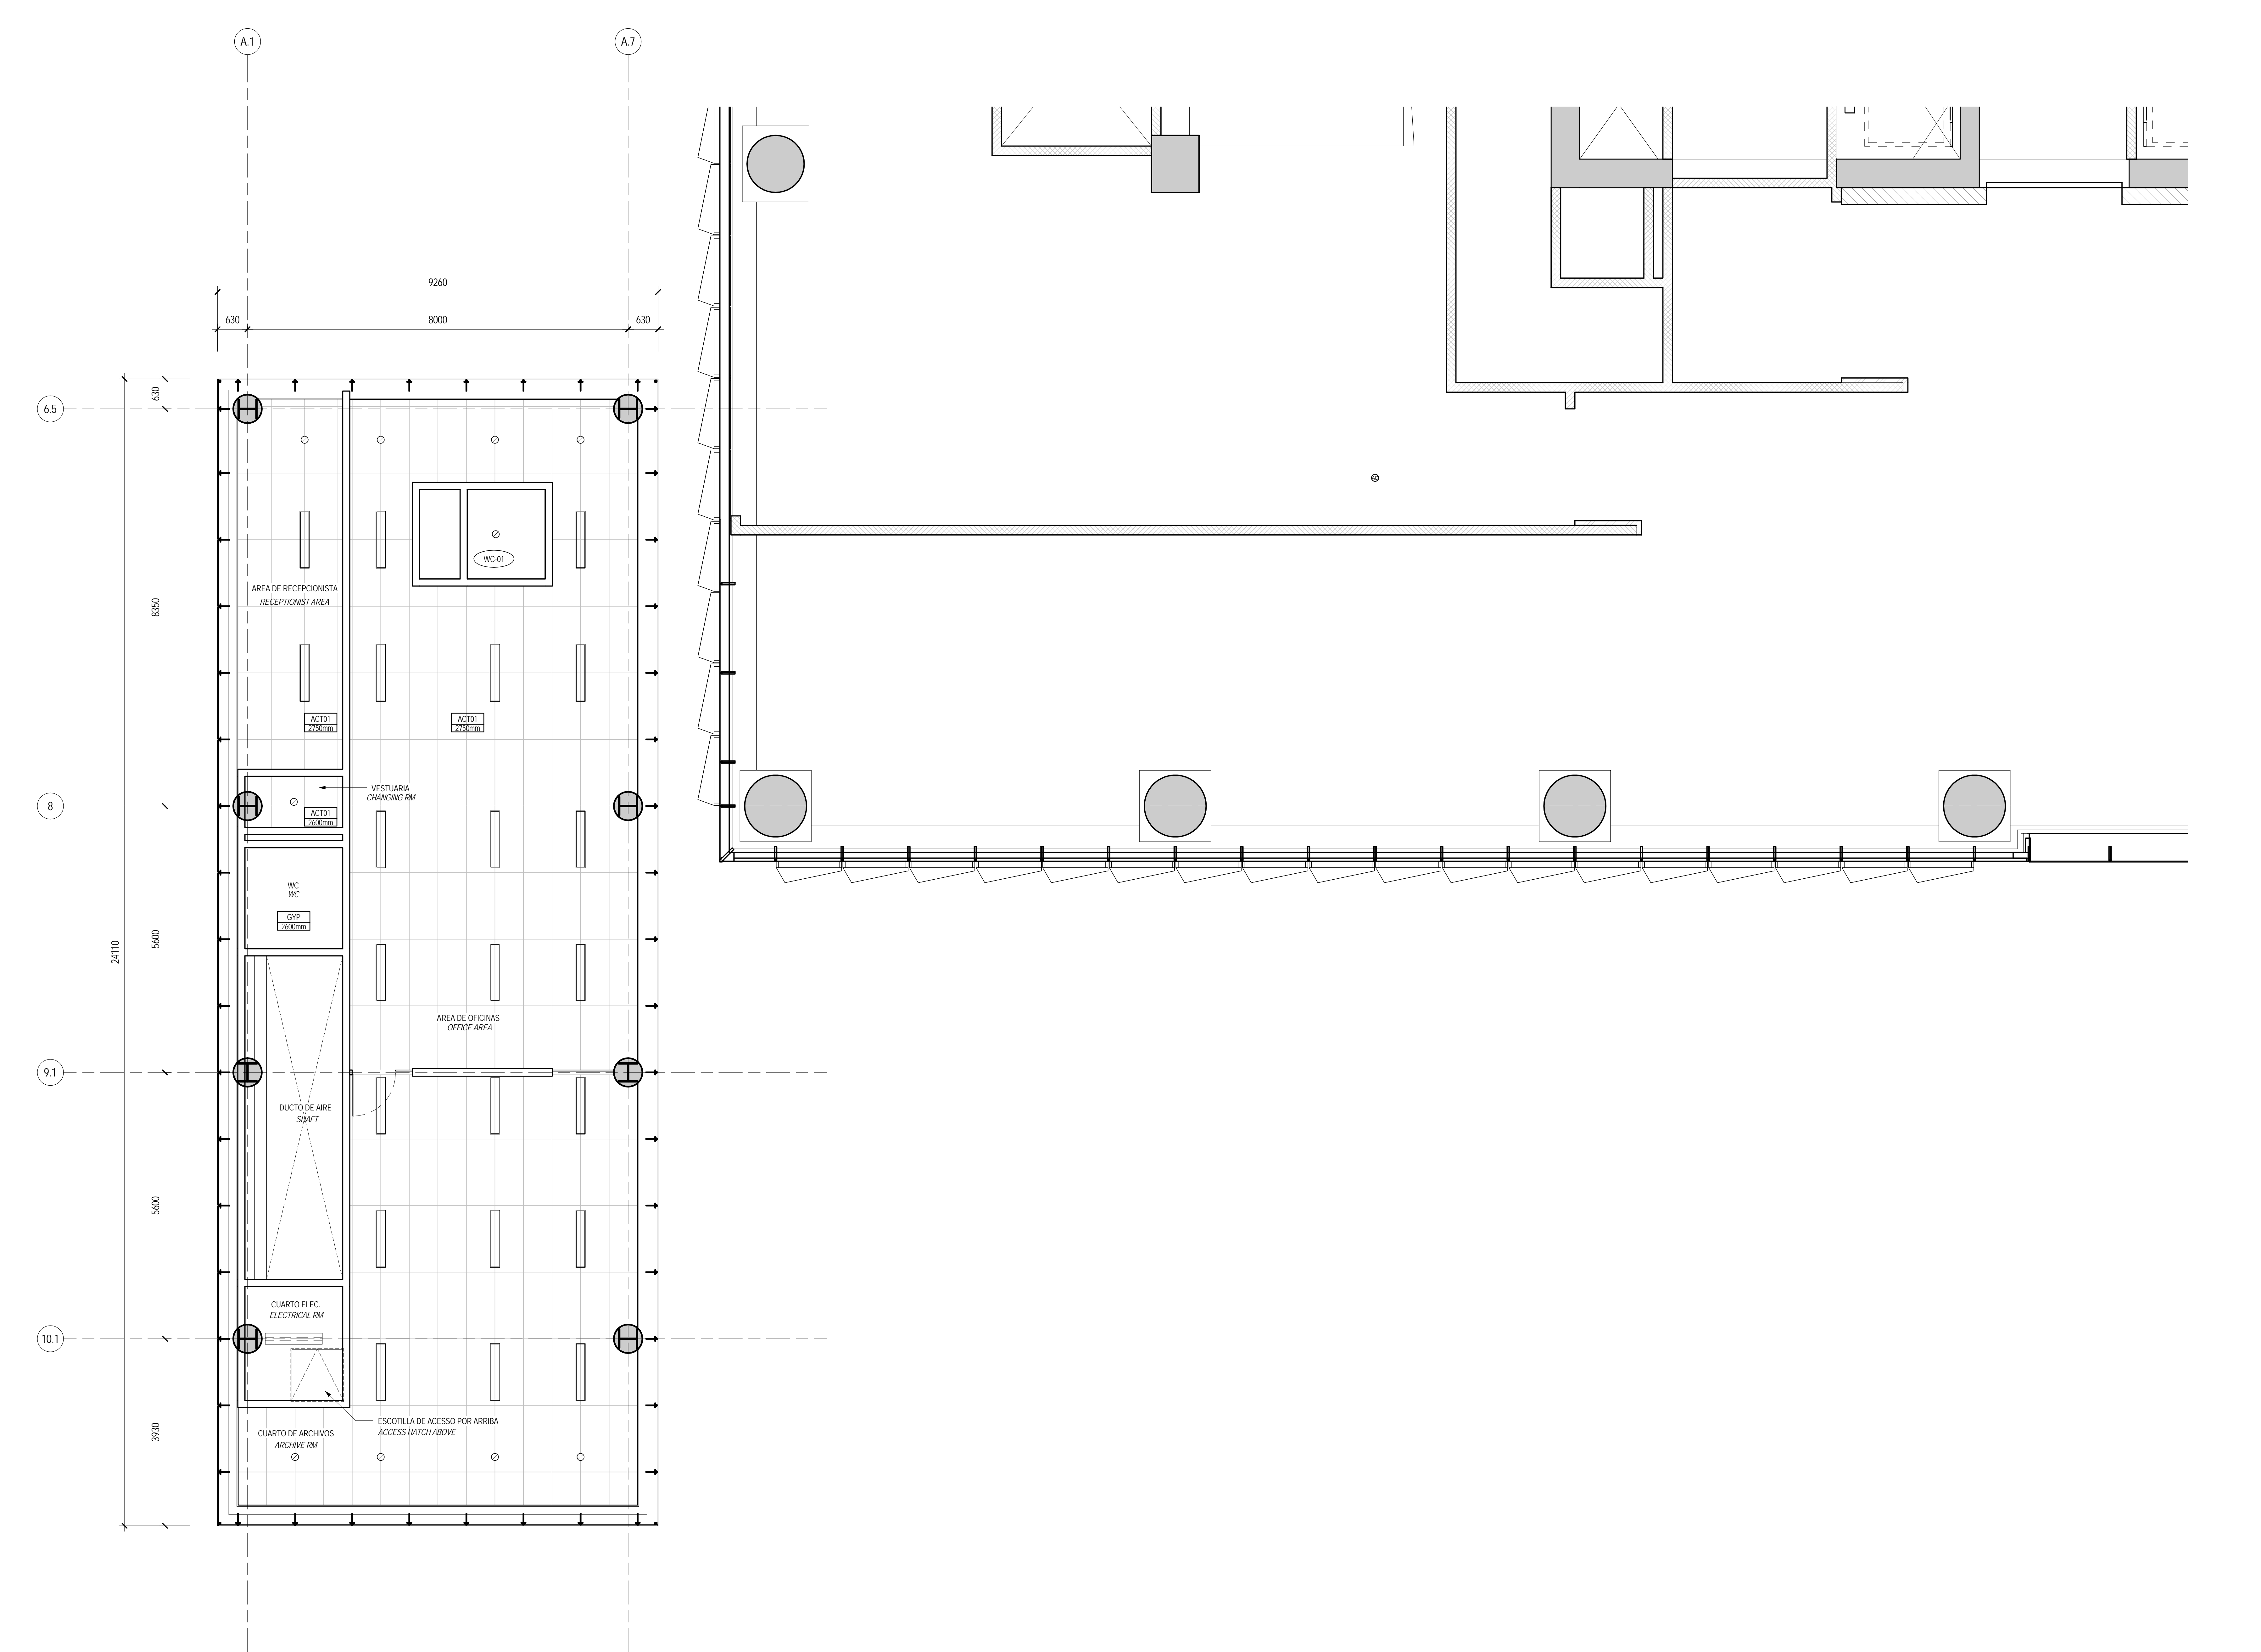 A.1
A.7
9260
630
8000
630
630
6.5
8350
WC-01
AREA DE RECEPCIONISTA
RECEPTIONIST AREA
ACT01
2750mm
ACT01
2750mm
VESTUARIA
CHANGING RM
8
ACT01
2600mm
WC
WC
GYP
2600mm
5600
24110
AREA DE OFICINAS
OFFICE AREA
9.1
DUCTO DE AIRE
SHAFT
5600
CUARTO ELEC.
ELECTRICAL RM
10.1
ESCOTILLA DE ACESSO POR ARRIBA
ACCESS HATCH ABOVE
3930
CUARTO DE ARCHIVOS
ARCHIVE RM